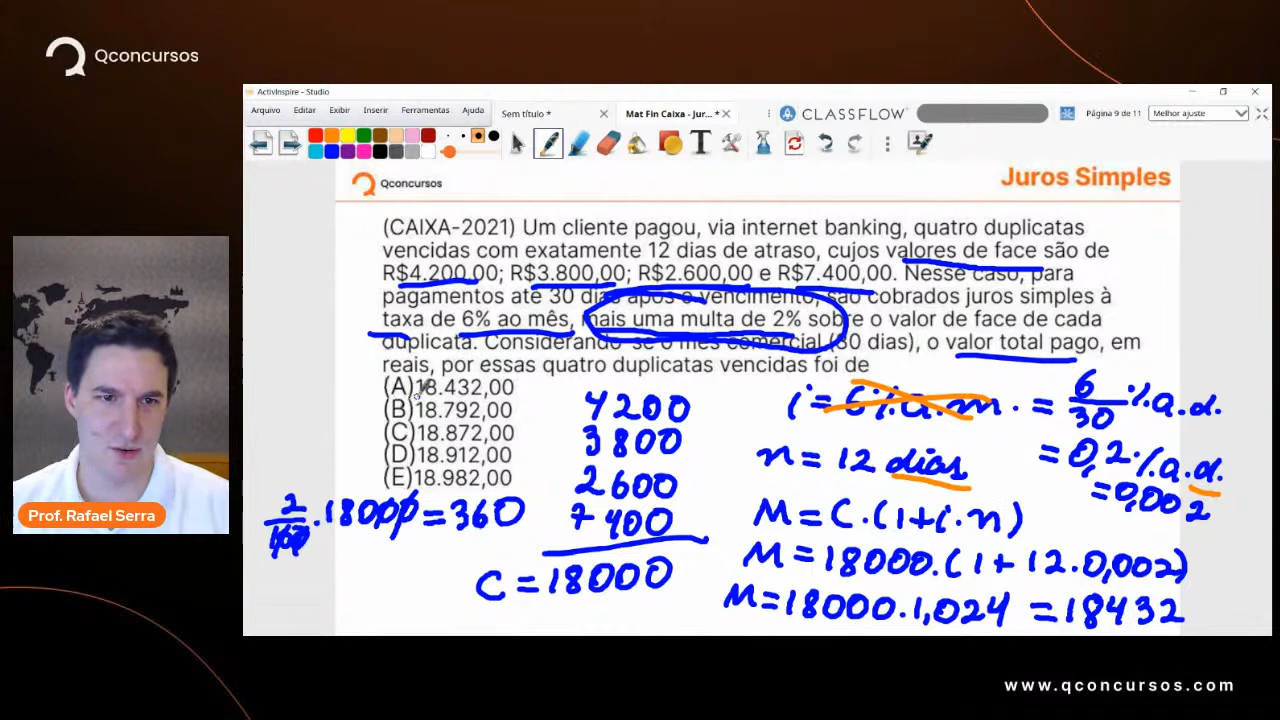 Qconcursos
ActivInspire - Studio
Arquivo Editar Exibir Inserir Ferramentas Ajuda
Sem título *
Mat Fin Caixa - Jur... *
CLASSFLOW
Página 9 de 11
Melhor ajuste
Qconcursos
Juros Simples
(CAIXA-2021) Um cliente pagou, via internet banking, quatro duplicatas
vencidas com exatamente 12 dias de atraso, cujos valores de face são de
R$4.200,00; R$3.800,00; R$2.600,00 e R$7.400,00. Nesse caso, para
pagamentos até 30 dias após o vencimento, são cobrados juros simples à
taxa de 6% ao mês, mais uma multa de 2% sobre o valor de face de cada
duplicata. Considerando-se o mês comercial (30 dias), o valor total pago, em
reais, por essas quatro duplicatas vencidas foi de
(A)18.432,00
(B)18.792,00
(C)18.872,00
(D)18.912,00
(E)18.982,00
2/100 . 18000 = 360
4200
3800
2600
7400
C = 18000
i = 6%a.m. = 6/30 %a.d.
= 0,2%a.d.
= 0,002
n = 12 dias
M = C.(1+i.n)
M = 18000.(1 + 12.0,002)
M = 18000.1,024 = 18432
Prof. Rafael Serra
www.qconcursos.com